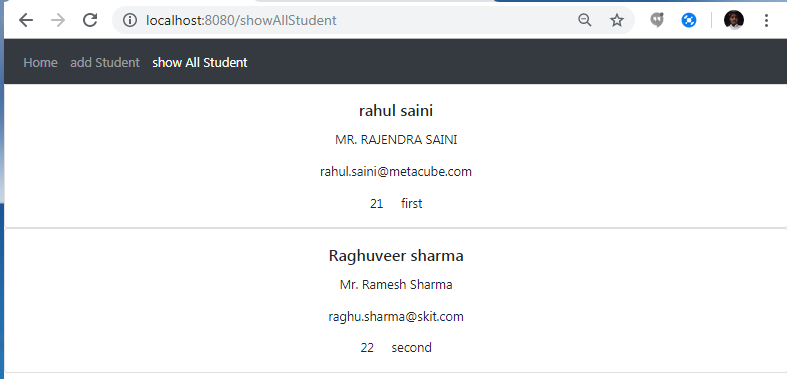 localhost:8080/showAllStudent
Home add Student show All Student
rahul saini
MR. RAJENDRA SAINI
rahul.saini@metacube.com
21 first
Raghuveer sharma
Mr. Ramesh Sharma
raghu.sharma@skit.com
22 second